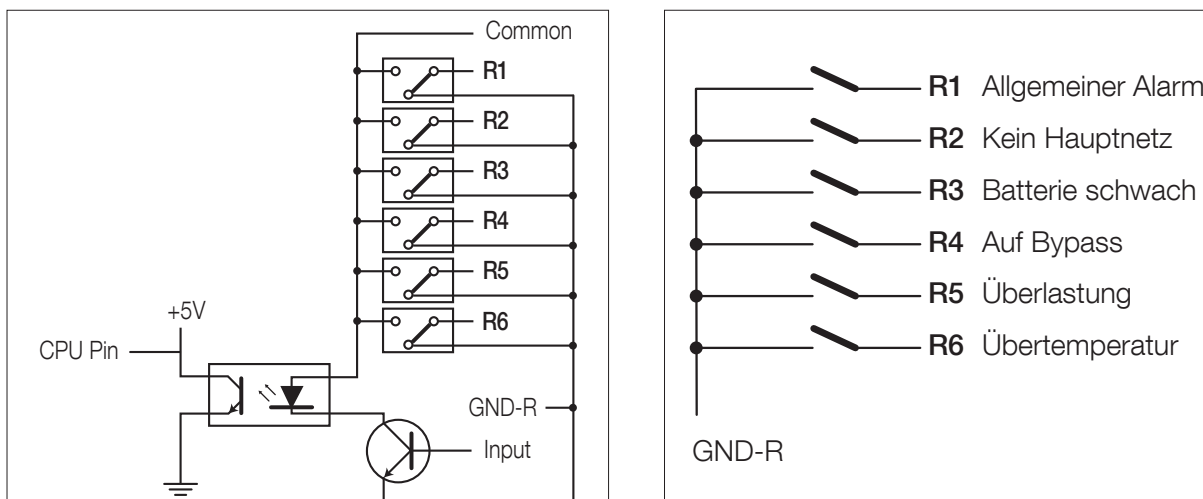 Common
R1
R2
R3
R4
R5
R6
+5V
CPU Pin
GND-R
Input
R1 Allgemeiner Alarm
R2 Kein Hauptnetz
R3 Batterie schwach
R4 Auf Bypass
R5 Überlastung
R6 Übertemperatur
GND-R